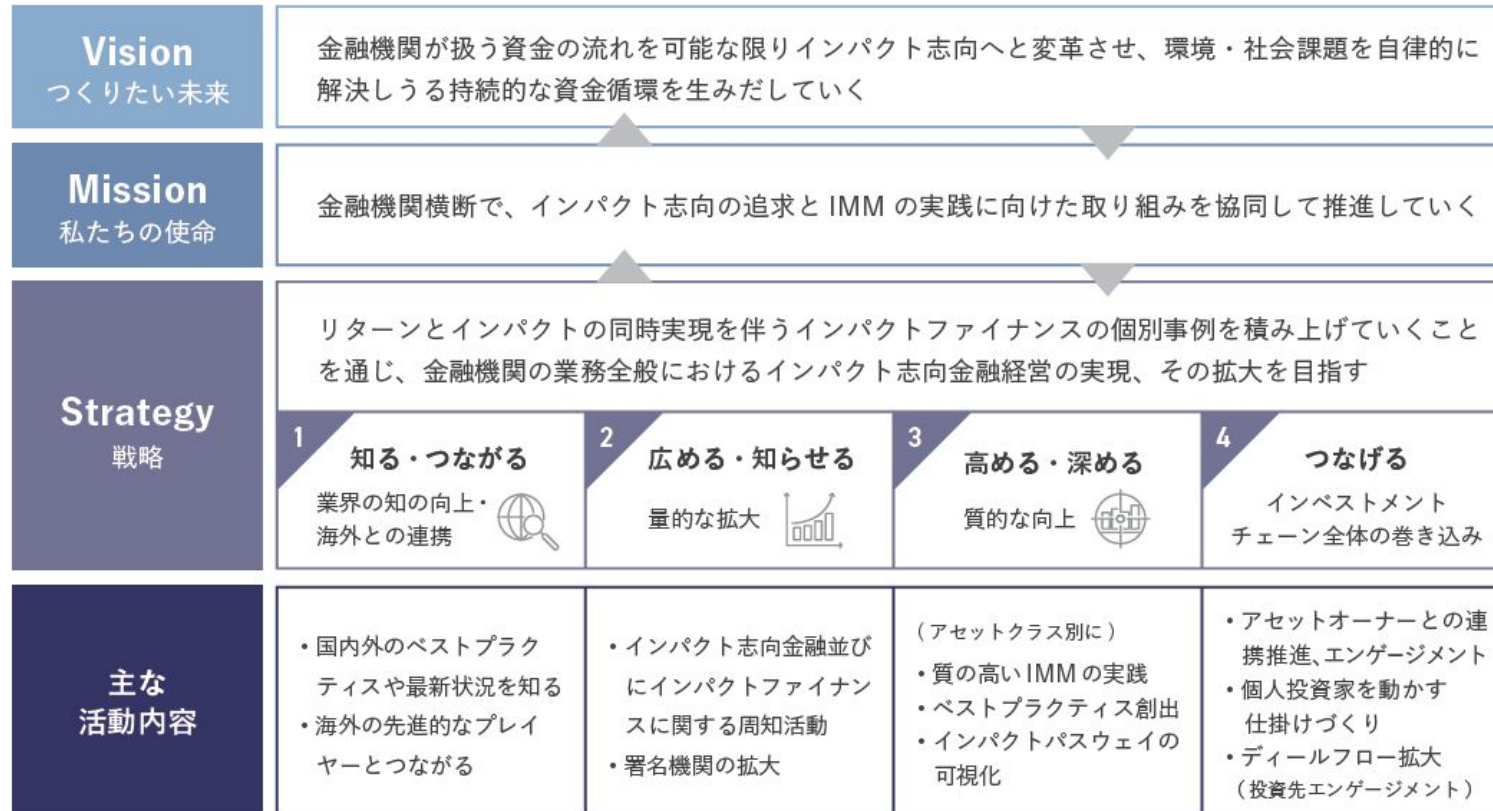 Vision
つくりたい未来
金融機関が扱う資金の流れを可能な限りインパクト志向へと変革させ、環境・社会課題を自律的に
解決しうる持続的な資金循環を生みだしていく
Mission
私たちの使命
金融機関横断で、インパクト志向の追求と IMM の実践に向けた取り組みを協同して推進していく
Strategy
戦略
リターンとインパクトの同時実現を伴うインパクトファイナンスの個別事例を積み上げていくこと
を通じ、金融機関の業務全般におけるインパクト志向金融経営の実現、その拡大を目指す
1
知る・つながる
業界の知の向上・
海外との連携
2
広める・知らせる
量的な拡大
3
高める・深める
質的な向上
4
つなげる
インベストメント
チェーン全体の巻き込み
主な
活動内容
・国内外のベストプラク
ティスや最新状況を知る
・海外の先進的なプレイ
ヤーとつながる
・インパクト志向金融並び
にインパクトファイナン
スに関する周知活動
・署名機関の拡大
（アセットクラス別に）
・質の高い IMM の実践
・ベストプラクティス創出
・インパクトパスウェイの
可視化
・アセットオーナーとの連
携推進、エンゲージメント
・個人投資家を動かす
仕掛けづくり
・ディールフロー拡大
（投資先エンゲージメント）